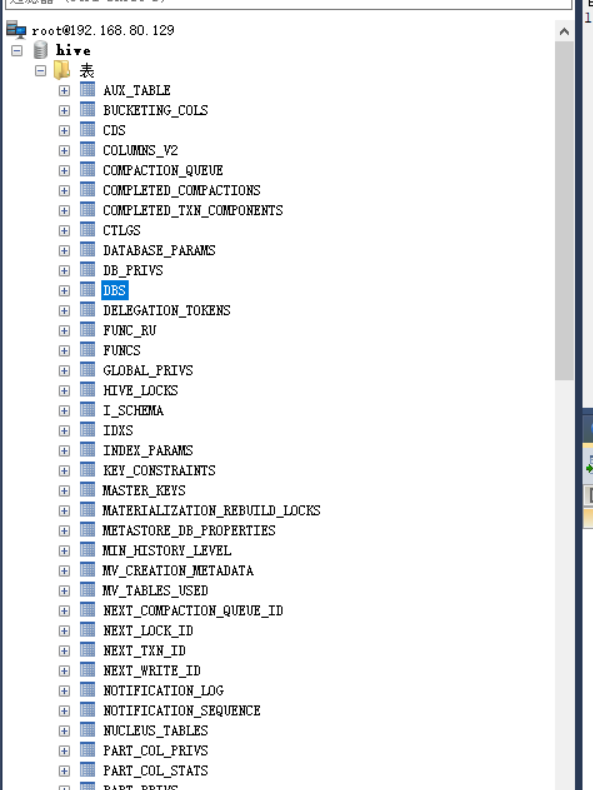 root@192.168.80.129
hive
表
AUX_TABLE
BUCKETING_COLS
CDS
COLUMNS_V2
COMPACTION_QUEUE
COMPLETED_COMPACTIONS
COMPLETED_TXN_COMPONENTS
CTLGS
DATABASE_PARAMS
DB_PRIVS
DBS
DELEGATION_TOKENS
FUNC_RU
FUNCS
GLOBAL_PRIVS
HIVE_LOCKS
I_SCHEMA
IDXS
INDEX_PARAMS
KEY_CONSTRAINTS
MASTER_KEYS
MATERIALIZATION_REBUILD_LOCKS
METASTORE_DB_PROPERTIES
MIN_HISTORY_LEVEL
MV_CREATION_METADATA
MV_TABLES_USED
NEXT_COMPACTION_QUEUE_ID
NEXT_LOCK_ID
NEXT_TXN_ID
NEXT_WRITE_ID
NOTIFICATION_LOG
NOTIFICATION_SEQUENCE
NUCLEUS_TABLES
PART_COL_PRIVS
PART_COL_STATS
PART_PRIVS